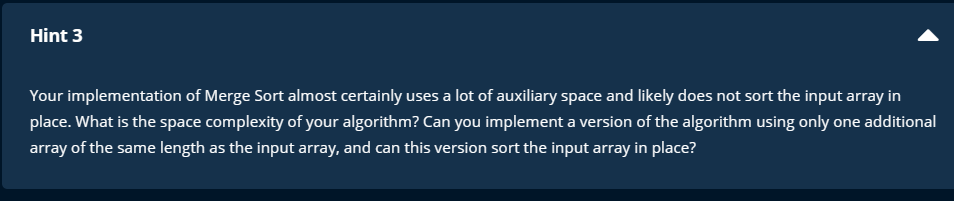 Hint 3
Your implementation of Merge Sort almost certainly uses a lot of auxiliary space and likely does not sort the input array in
place. What is the space complexity of your algorithm? Can you implement a version of the algorithm using only one additional
array of the same length as the input array, and can this version sort the input array in place?